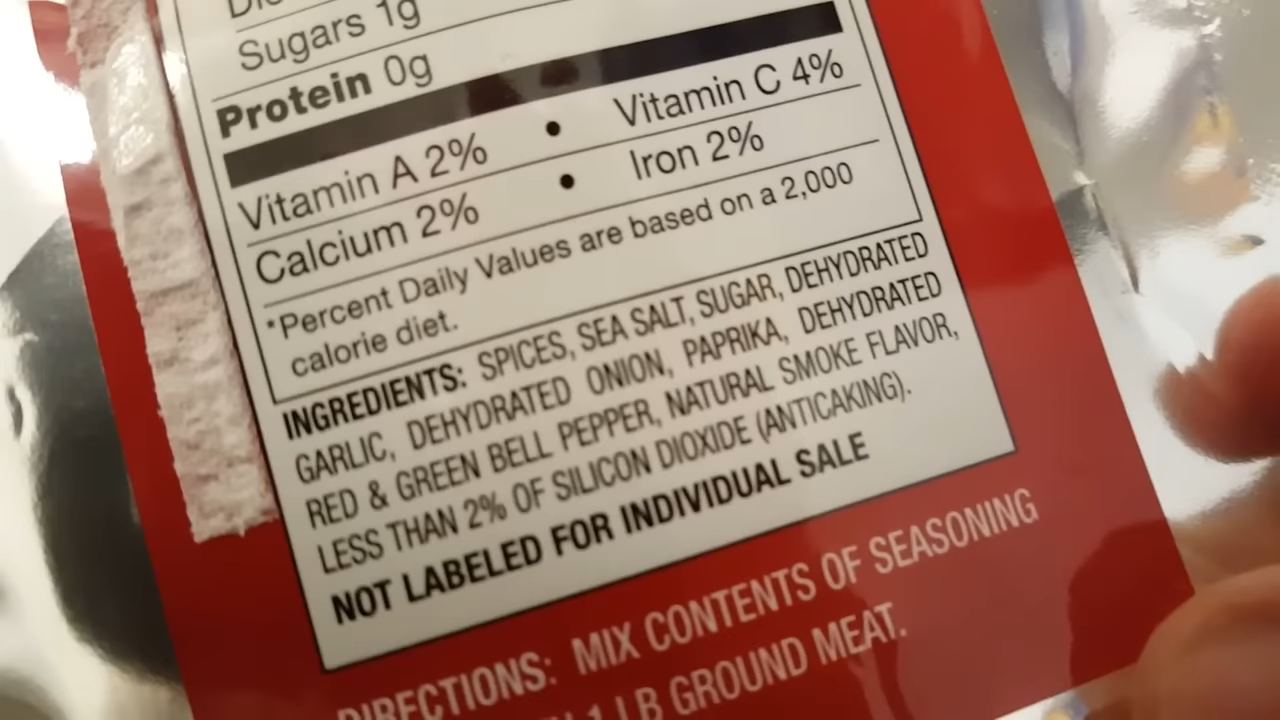 Sugars 1g
Protein 0g
Vitamin A 2% • Vitamin C 4%
Calcium 2% • Iron 2%
*Percent Daily Values are based on a 2,000
calorie diet.
INGREDIENTS: SPICES, SEA SALT, SUGAR, DEHYDRATED
GARLIC, DEHYDRATED ONION, PAPRIKA, DEHYDRATED
RED & GREEN BELL PEPPER, NATURAL SMOKE FLAVOR,
LESS THAN 2% OF SILICON DIOXIDE (ANTICAKING).
NOT LABELED FOR INDIVIDUAL SALE
DIRECTIONS: MIX CONTENTS OF SEASONING
1 LB GROUND MEAT.